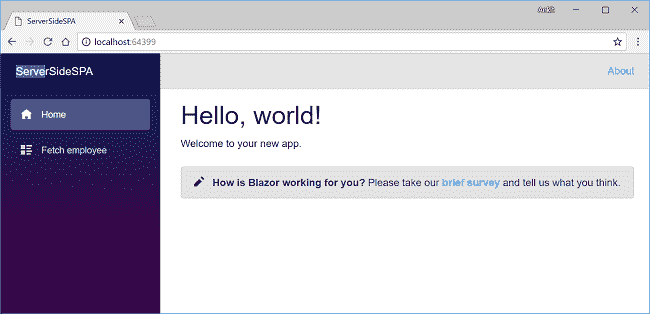 Ankit
ServerSideSPA
localhost:64399
ServerSideSPA
About
Home
Fetch employee
Hello, world!
Welcome to your new app.
How is Blazor working for you? Please take our brief survey and tell us what you think.